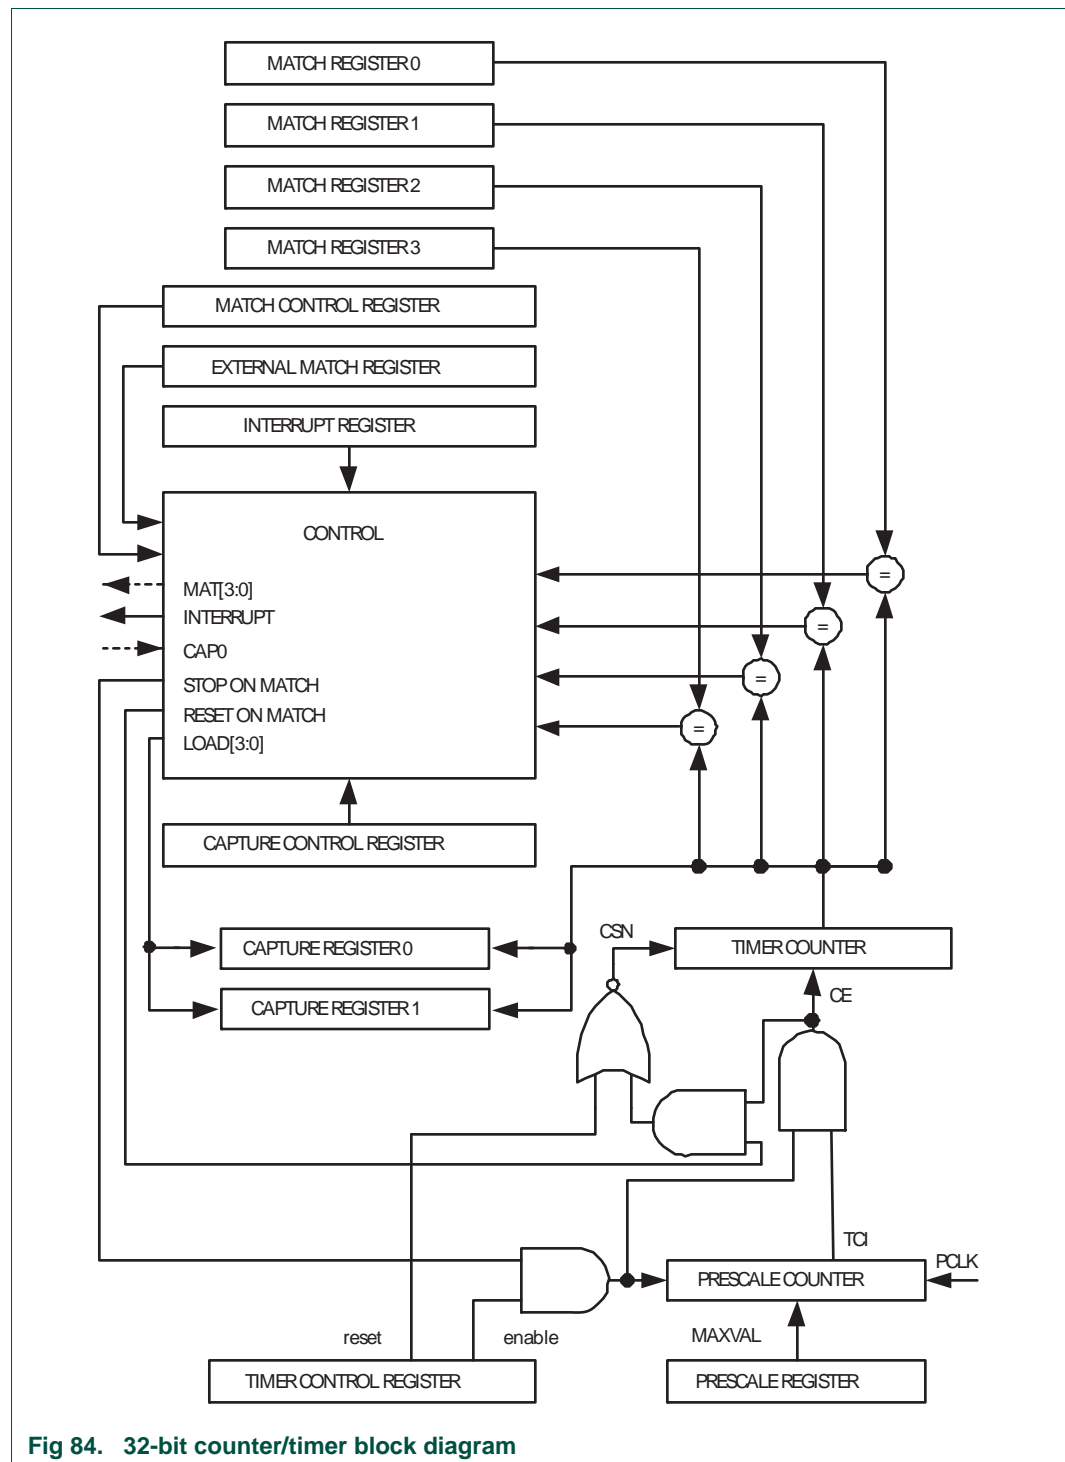 MATCH REGISTER 0
MATCH REGISTER 1
MATCH REGISTER 2
MATCH REGISTER 3
MATCH CONTROL REGISTER
EXTERNAL MATCH REGISTER
INTERRUPT REGISTER
CONTROL
=
MAT[3:0]
INTERRUPT
=
CAP0
STOP ON MATCH
=
RESET ON MATCH
=
LOAD[3:0]
CAPTURE CONTROL REGISTER
CSN
CAPTURE REGISTER 0
TIMER COUNTER
CE
CAPTURE REGISTER 1
TCI
PCLK
PRESCALE COUNTER
reset
enable
MAXVAL
TIMER CONTROL REGISTER
PRESCALE REGISTER
Fig 84. 32-bit counter/timer block diagram